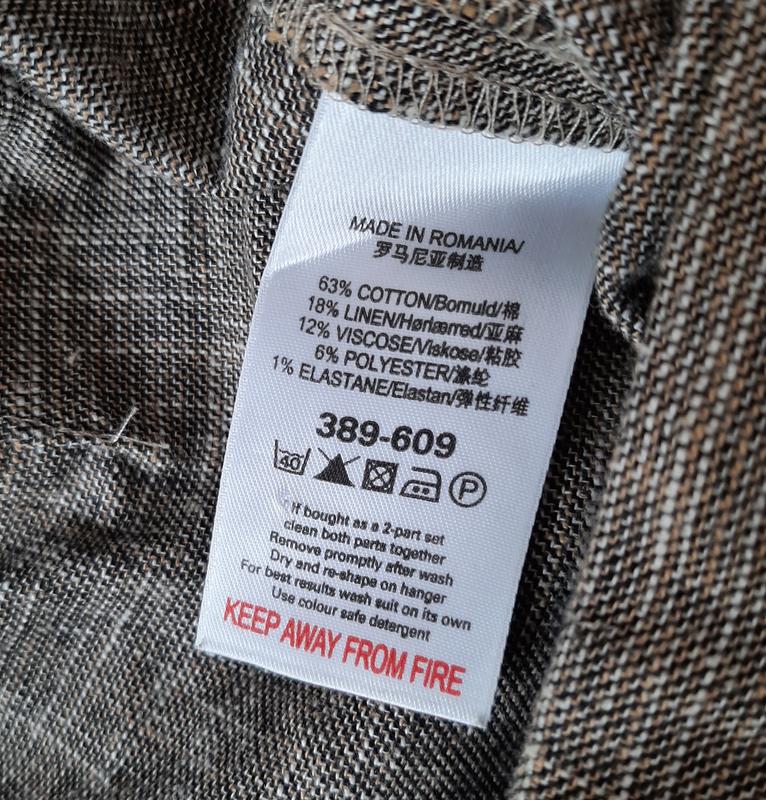 MADE IN ROMANIA/
罗马尼亚制造
63% COTTON/Bomuld/棉
18% LINEN/Hørlærred/亚麻
12% VISCOSE/Viskose/粘胶
6% POLYESTER/涤纶
1% ELASTANE/Elastan/弹性纤维
389-609
40 P
If bought as a 2-part set
clean both parts together
Remove promptly after wash
Dry and re-shape on hanger
For best results wash suit on its own
Use colour safe detergent
KEEP AWAY FROM FIRE